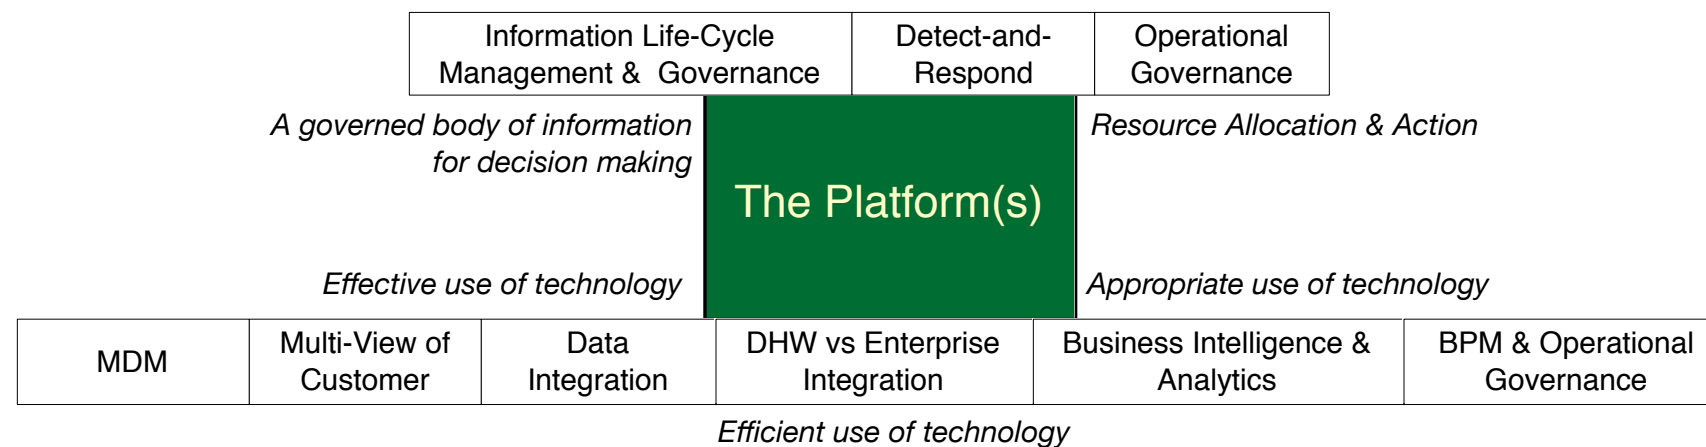 Information Life-Cycle
Management &  Governance
Detect-and-
Respond
Operational
Governance
A governed body of information
for decision making
Resource Allocation & Action
The Platform(s)
Effective use of technology
Appropriate use of technology
MDM
Multi-View of
Customer
Data
Integration
DHW vs Enterprise
Integration
Business Intelligence &
Analytics
BPM & Operational
Governance
Efficient use of technology